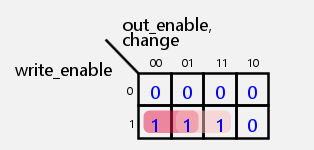 out_enable,
change
write_enable
00 01 11 10
0 0 0 0 0
1 1 1 1 0